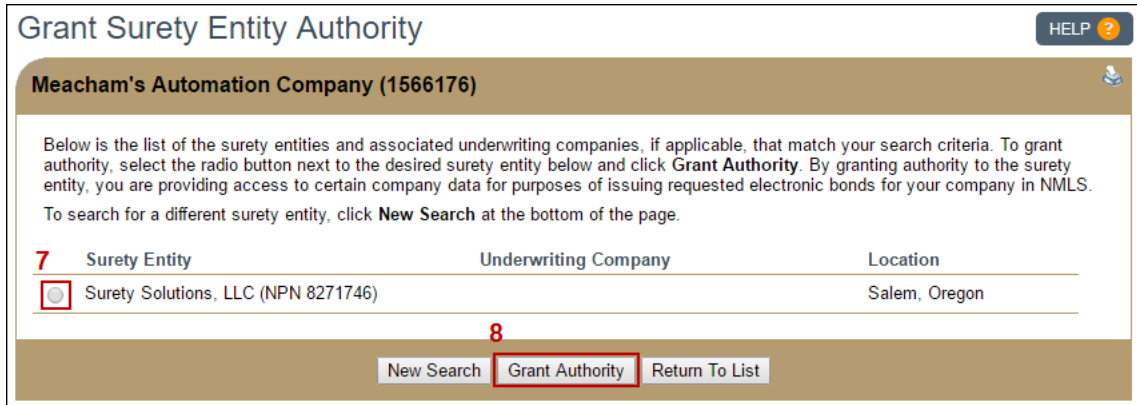 Grant Surety Entity Authority
HELP ?
Meacham's Automation Company (1566176)
Below is the list of the surety entities and associated underwriting companies, if applicable, that match your search criteria. To grant
authority, select the radio button next to the desired surety entity below and click Grant Authority. By granting authority to the surety
entity, you are providing access to certain company data for purposes of issuing requested electronic bonds for your company in NMLS.
To search for a different surety entity, click New Search at the bottom of the page.
7 Surety Entity Underwriting Company Location
Surety Solutions, LLC (NPN 8271746) Salem, Oregon
8
New Search Grant Authority Return To List